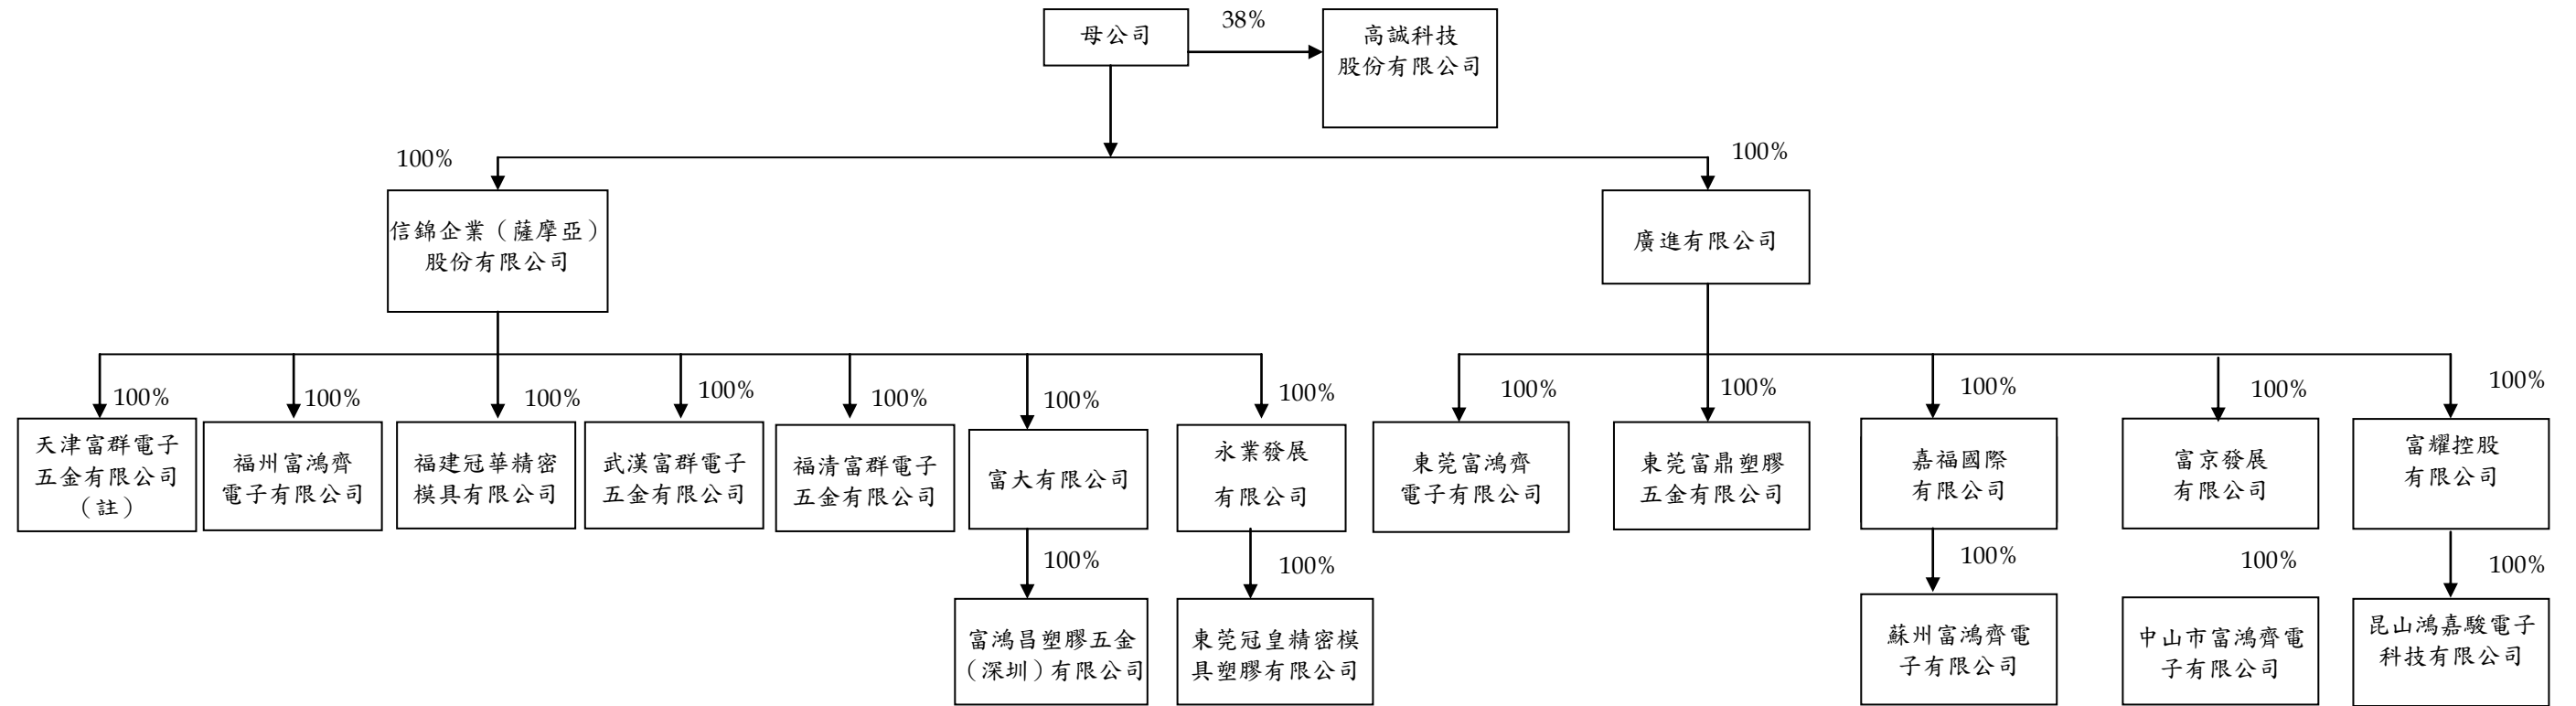 母公司
38%
高誠科技
股份有限公司
100%
100%
信錦企業（薩摩亞）
股份有限公司
廣進有限公司
100%
100%
100%
100%
100%
100%
100%
100%
100%
100%
100%
100%
天津富群電子
五金有限公司
（註）
福州富鴻齊
電子有限公司
福建冠華精密
模具有限公司
武漢富群電子
五金有限公司
福清富群電子
五金有限公司
富大有限公司
永業發展
有限公司
東莞富鴻齊
電子有限公司
東莞富鼎塑膠
五金有限公司
嘉福國際
有限公司
富京發展
有限公司
富耀控股
有限公司
100%
100%
100%
100%
100%
富鴻昌塑膠五金
（深圳）有限公司
東莞冠皇精密模
具塑膠有限公司
蘇州富鴻齊電
子有限公司
中山市富鴻齊電
子有限公司
昆山鴻嘉駿電子
科技有限公司